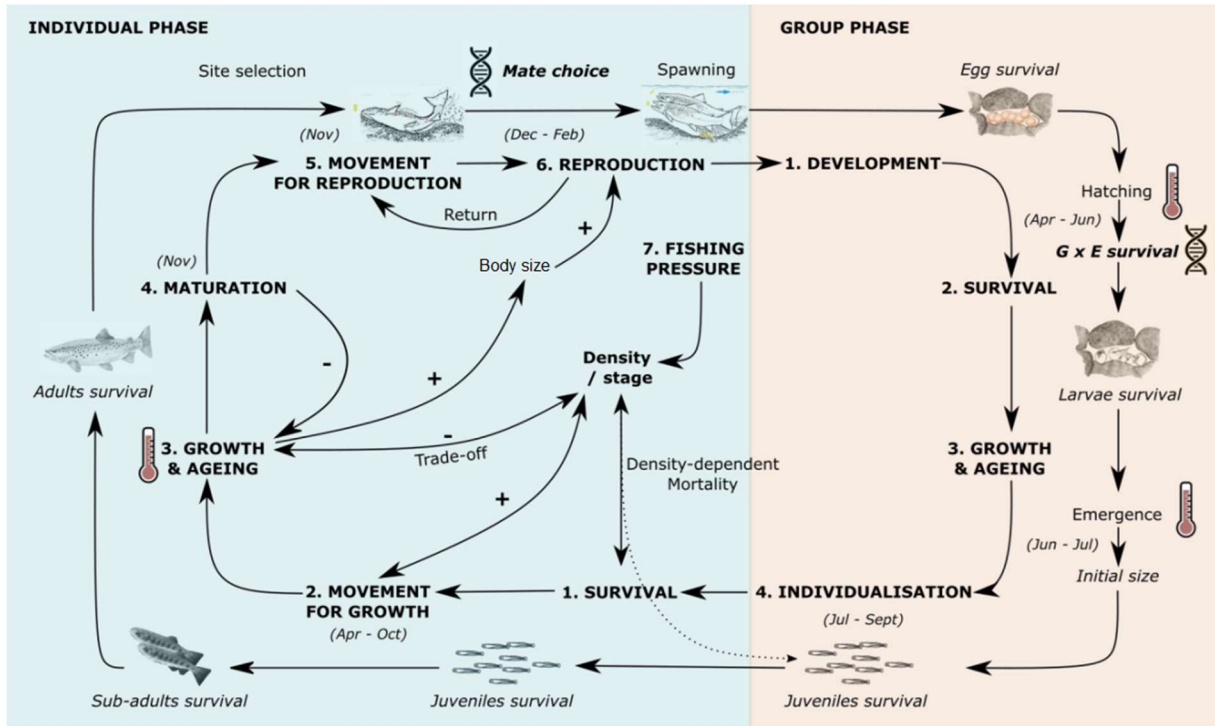 INDIVIDUAL PHASE
GROUP PHASE
Site selection
Mate choice
Spawning
Egg survival
(Nov)
(Dec - Feb)
5. MOVEMENT
FOR REPRODUCTION
6. REPRODUCTION
1. DEVELOPMENT
Hatching
(Apr - Jun)
Return
+
G x E survival
(Nov)
Body size
7. FISHING
PRESSURE
4. MATURATION
2. SURVIVAL
-
Density
/ stage
+
Adults survival
Larvae survival
3. GROWTH
& AGEING
-
Trade-off
3. GROWTH
& AGEING
Density-dependent
Mortality
+
Emergence
(Jun - Jul)
Initial size
2. MOVEMENT
FOR GROWTH
(Apr - Oct)
1. SURVIVAL
4. INDIVIDUALISATION
(Jul - Sept)
Sub-adults survival
Juveniles survival
Juveniles survival